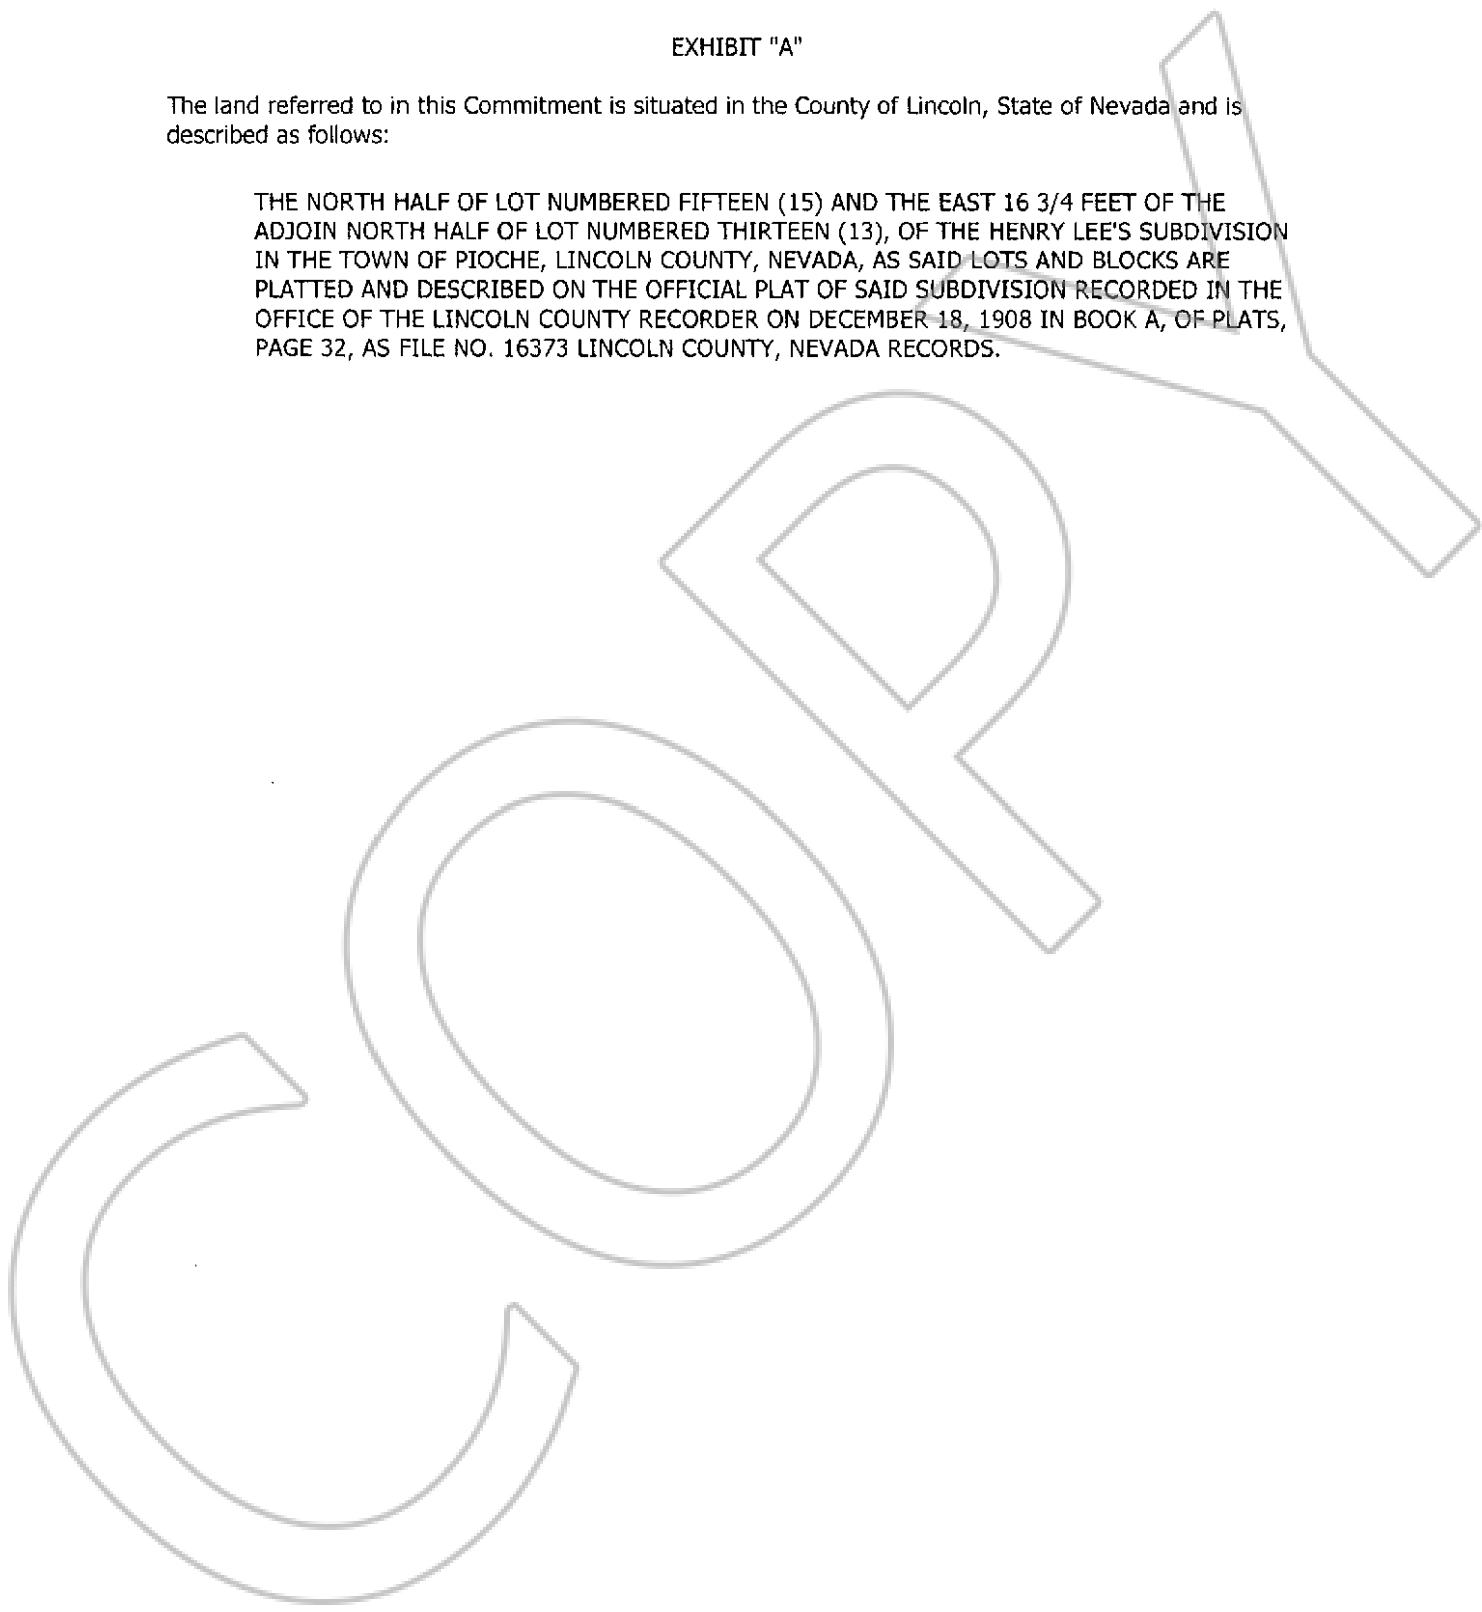 EXHIBIT "A"
The land referred to in this Commitment is situated in the County of Lincoln, State of Nevada and is
described as follows:
THE NORTH HALF OF LOT NUMBERED FIFTEEN (15) AND THE EAST 16 3/4 FEET OF THE
ADJOIN NORTH HALF OF LOT NUMBERED THIRTEEN (13), OF THE HENRY LEE'S SUBDIVISION
IN THE TOWN OF PIOCHE, LINCOLN COUNTY, NEVADA, AS SAID LOTS AND BLOCKS ARE
PLATTED AND DESCRIBED ON THE OFFICIAL PLAT OF SAID SUBDIVISION RECORDED IN THE
OFFICE OF THE LINCOLN COUNTY RECORDER ON DECEMBER 18, 1908 IN BOOK A, OF PLATS,
PAGE 32, AS FILE NO. 16373 LINCOLN COUNTY, NEVADA RECORDS.
COPY